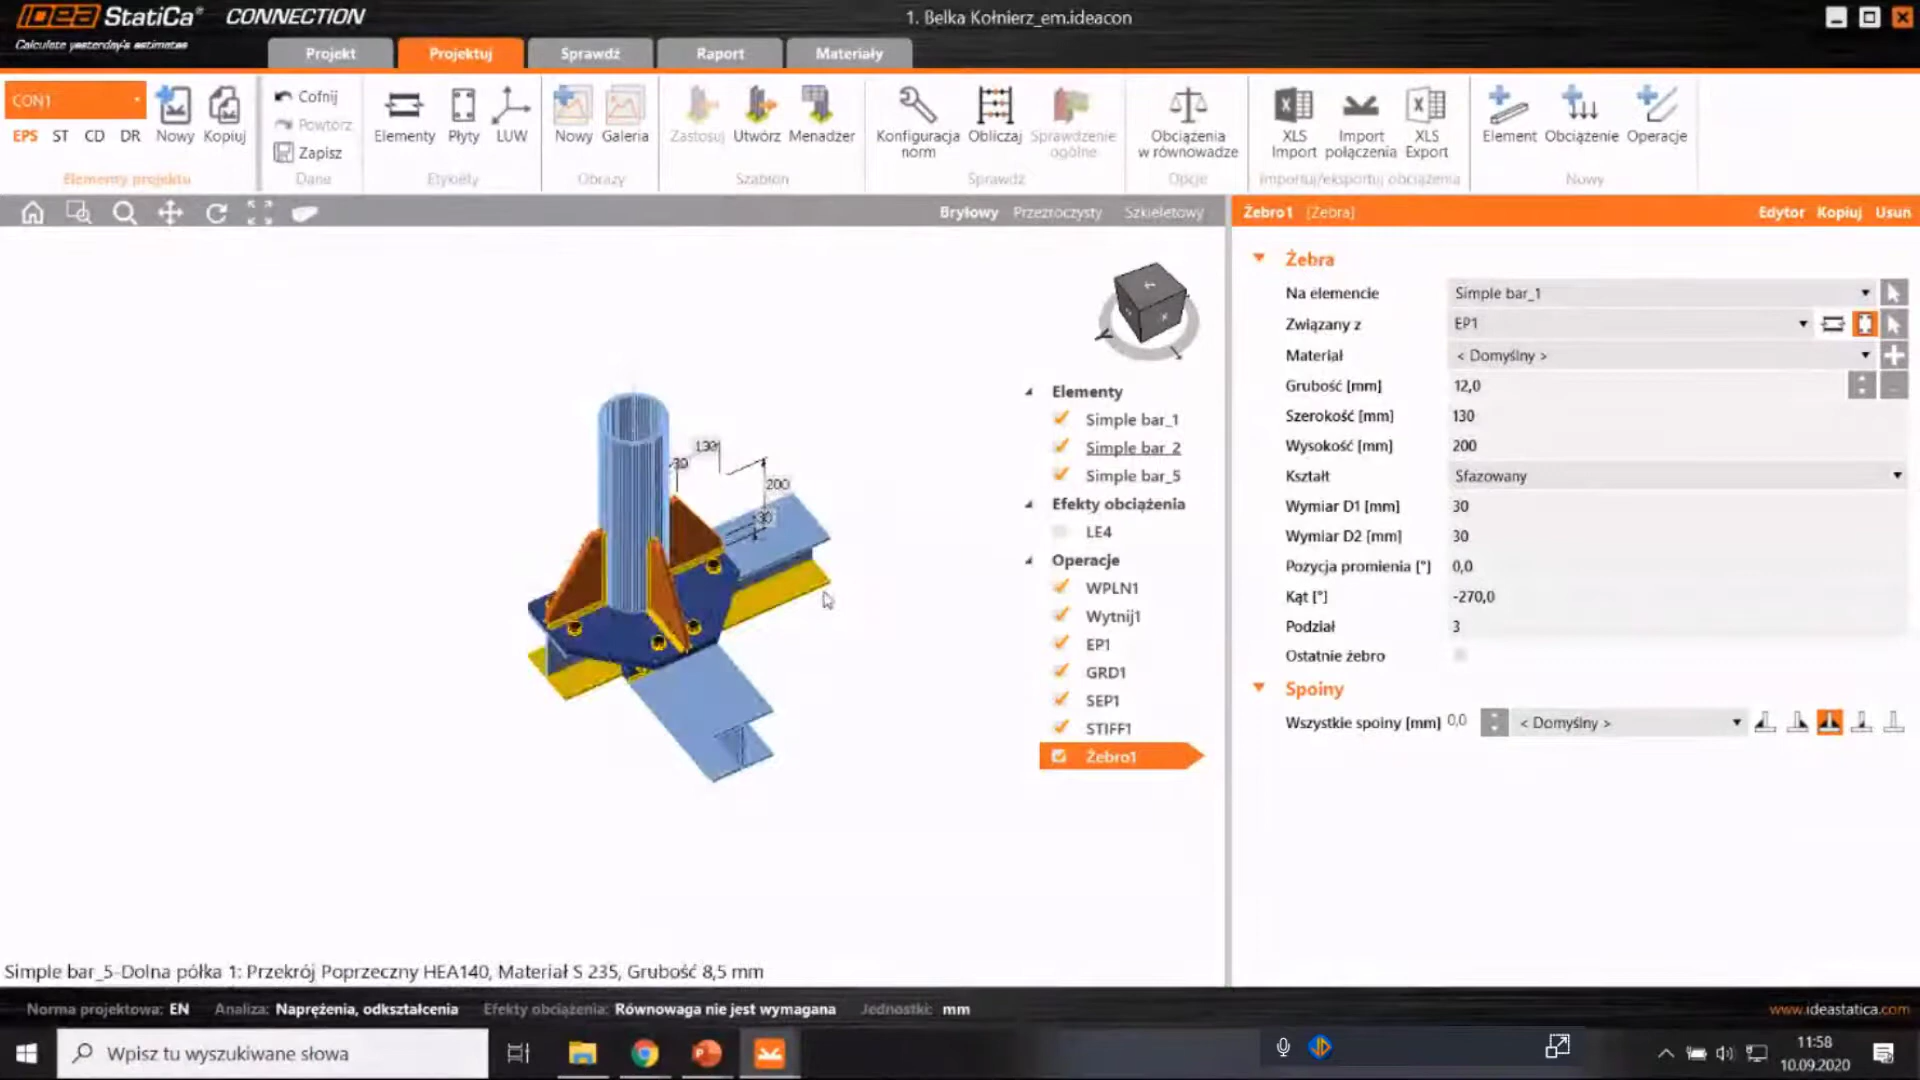 IDEA StatiCa® CONNECTION
Calculate yesterday's estimates
1. Belka Kołnierz_em.ideacon
Projekt
Projektuj
Sprawdź
Raport
Materiały
CON1
EPS ST CD DR
Nowy
Kopiuj
Elementy projektu
Cofnij
Powtórz
Zapisz
Dane
Elementy
Płyty
LUW
Etykiety
Nowy
Galeria
Obrazy
Zastosuj
Utwórz
Menadżer
Szablon
Konfiguracja norm
Obliczaj
Sprawdzenie ogólne
Sprawdź
Obciążenia w równowadze
Opcje
XLS Import
Import połączenia
XLS Export
Importuj/eksportuj obciążenia
Element
Obciążenie
Operacje
Nowy
Bryłowy
Przezroczysty
Szkieletowy
Żebro1 [Żebra]
Edytor Kopiuj Usuń
130
30
200
30
Elementy
Simple bar_1
Simple bar_2
Simple bar_5
Efekty obciążenia
LE4
Operacje
WPLN1
Wytnij1
EP1
GRD1
SEP1
STIFF1
Żebro1
Żebra
Na elemencie Simple bar_1
Związany z EP1
Materiał < Domyślny >
Grubość [mm] 12,0
Szerokość [mm] 130
Wysokość [mm] 200
Kształt Sfazowany
Wymiar D1 [mm] 30
Wymiar D2 [mm] 30
Pozycja promienia [°] 0,0
Kąt [°] -270,0
Podział 3
Ostatnie żebro
Spoiny
Wszystkie spoiny [mm] 0,0 < Domyślny >
Simple bar_5-Dolna półka 1: Przekrój Poprzeczny HEA140, Materiał S 235, Grubość 8,5 mm
Norma projektowa: EN Analiza: Naprężenia, odkształcenia Efekty obciążenia: Równowaga nie jest wymagana Jednostki: mm
www.ideastatica.com
Wpisz tu wyszukiwane słowa
11:58
10.09.2020